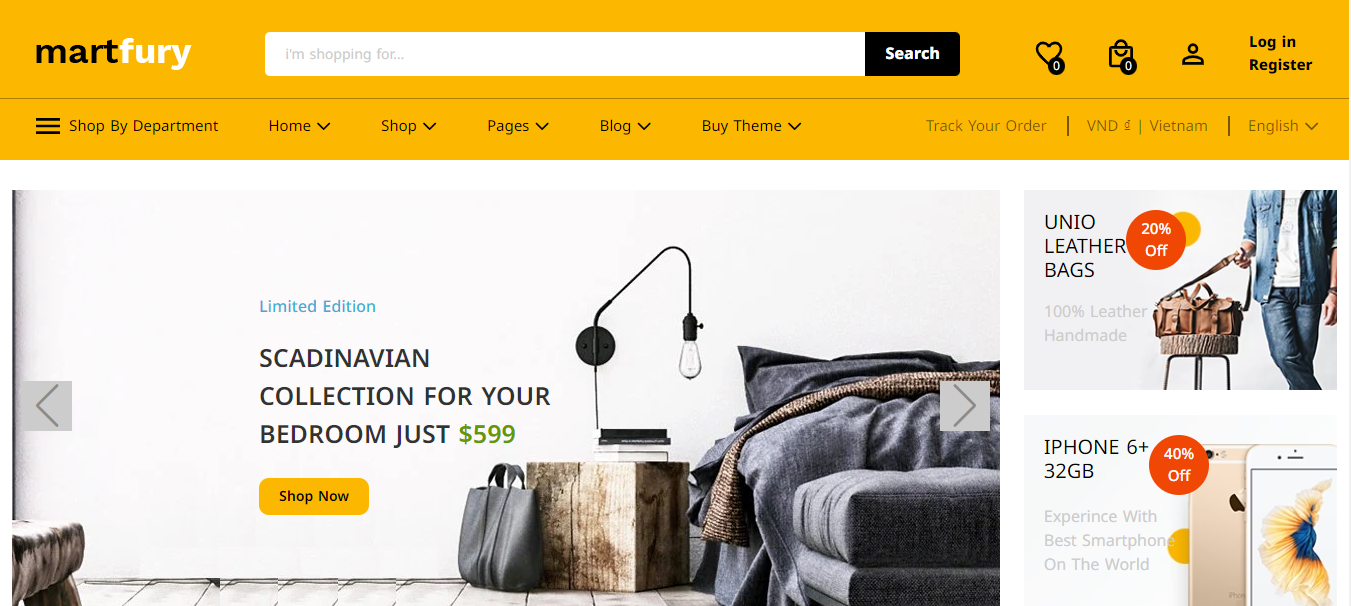 martfury
i'm shopping for...
Search
0
0
Log in
Register
Shop By Department
Home
Shop
Pages
Blog
Buy Theme
Track Your Order
VND ₫ | Vietnam
English
Limited Edition
SCADINAVIAN
COLLECTION FOR YOUR
BEDROOM JUST $599
Shop Now
UNIO
LEATHER
BAGS
20%
Off
100% Leather
Handmade
IPHONE 6+
32GB
40%
Off
Experince With
Best Smartphone
On The World